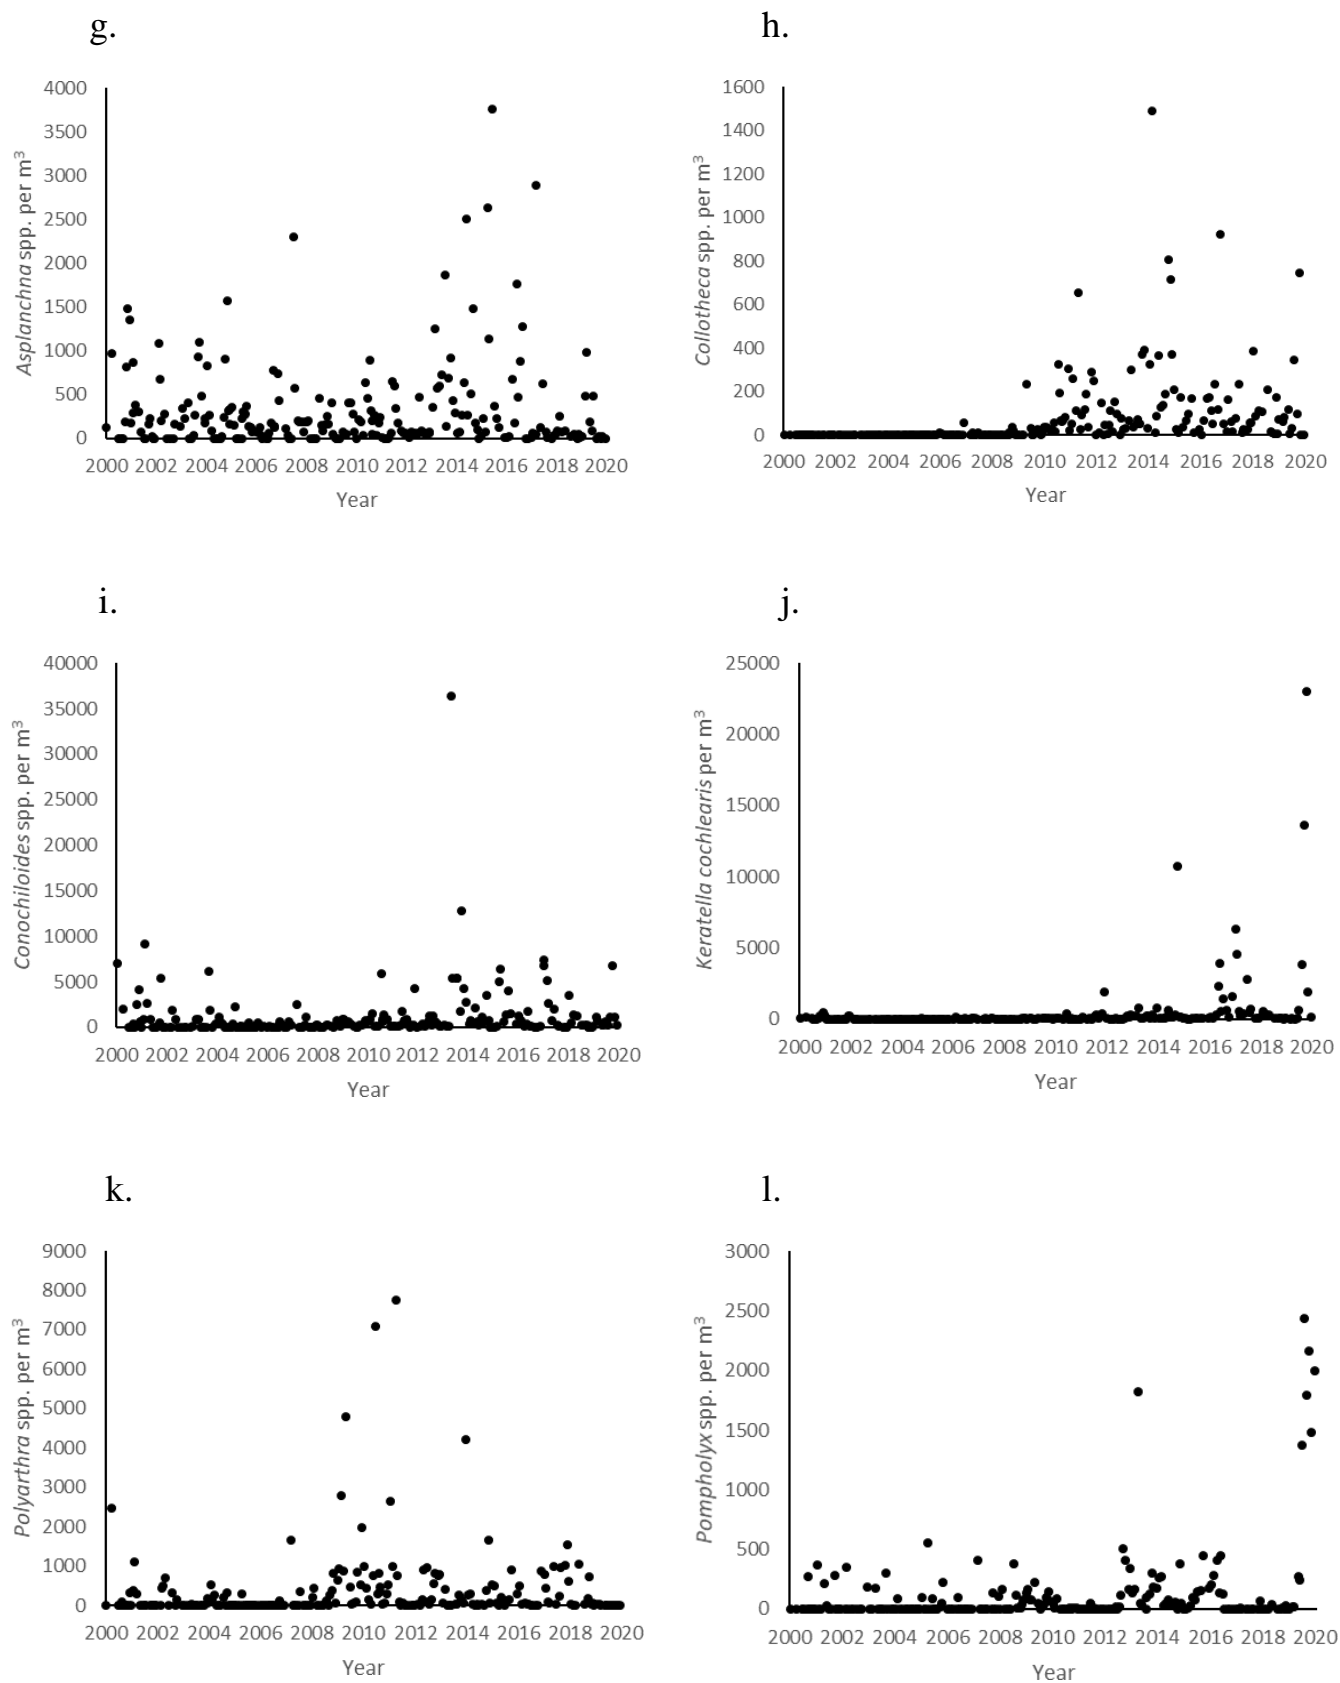 g.
4000
3500
3000
2500
2000
1500
1000
500
0
Asplanchna spp. per m³
2000 2002 2004 2006 2008 2010 2012 2014 2016 2018 2020
Year
h.
1600
1400
1200
1000
800
600
400
200
0
Collotheca spp. per m³
2000 2002 2004 2006 2008 2010 2012 2014 2016 2018 2020
Year
i.
40000
35000
30000
25000
20000
15000
10000
5000
0
Conochiloides spp. per m³
2000 2002 2004 2006 2008 2010 2012 2014 2016 2018 2020
Year
j.
25000
20000
15000
10000
5000
0
Keratella cochlearis per m³
2000 2002 2004 2006 2008 2010 2012 2014 2016 2018 2020
Year
k.
9000
8000
7000
6000
5000
4000
3000
2000
1000
0
Polyarthra spp. per m³
2000 2002 2004 2006 2008 2010 2012 2014 2016 2018 2020
Year
l.
3000
2500
2000
1500
1000
500
0
Pompholyx spp. per m³
2000 2002 2004 2006 2008 2010 2012 2014 2016 2018 2020
Year